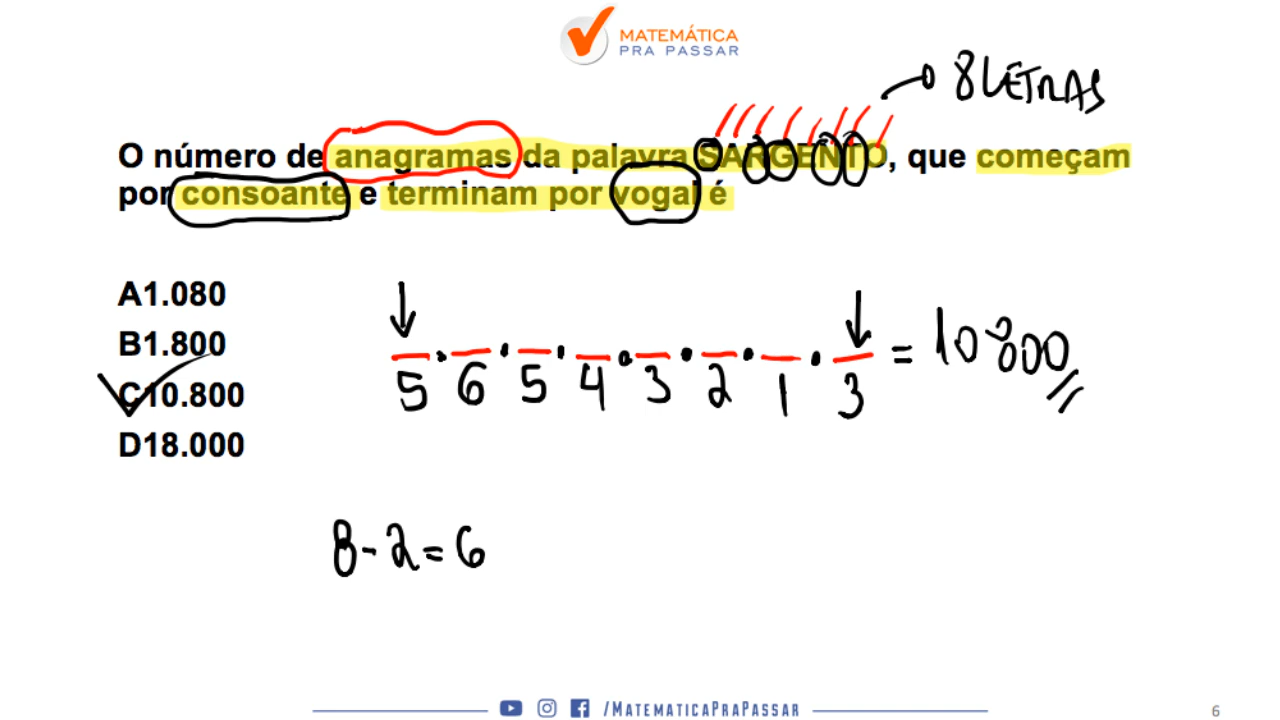 MATEMÁTICA
PRA PASSAR
8 LETRAS
O número de anagramas da palavra SARGENTO, que começam
por consoante e terminam por vogal é
A1.080
B1.800
C10.800
D18.000
5 . 6 . 5 . 4 . 3 . 2 . 1 . 3 = 10800
8 - 2 = 6
/MatematicaPraPassar
6